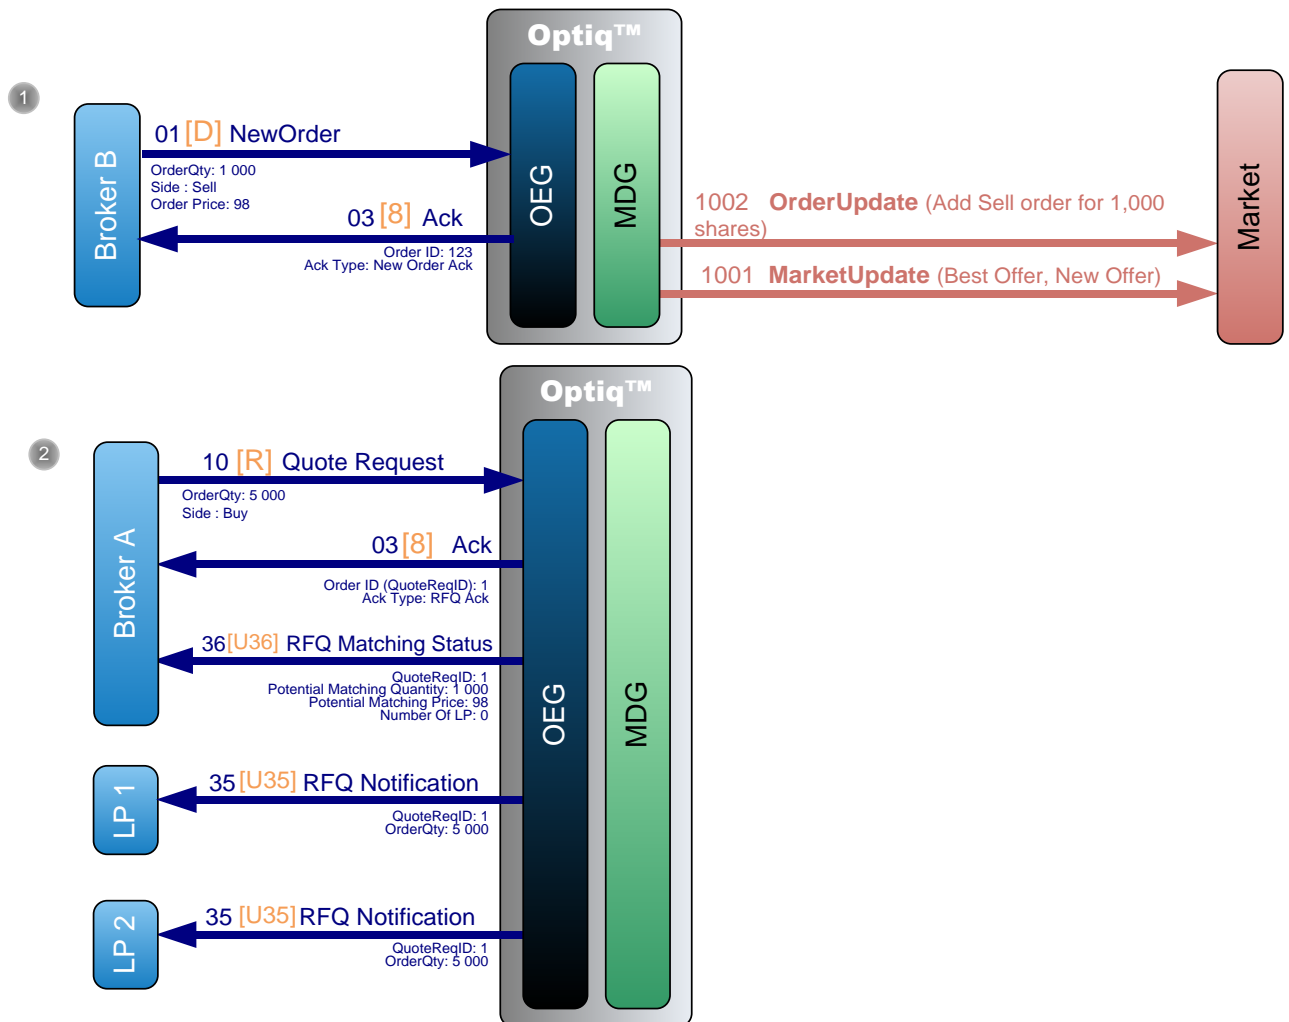 Optiq™
1
Broker B
01 [D] NewOrder
OrderQty: 1 000
Side : Sell
Order Price: 98
03 [8] Ack
Order ID: 123
Ack Type: New Order Ack
OEG
MDG
1002 OrderUpdate (Add Sell order for 1,000
shares)
1001 MarketUpdate (Best Offer, New Offer)
Market
Optiq™
2
Broker A
10 [R] Quote Request
OrderQty: 5 000
Side : Buy
03 [8] Ack
Order ID (QuoteReqID): 1
Ack Type: RFQ Ack
36 [U36] RFQ Matching Status
QuoteReqID: 1
Potential Matching Quantity: 1 000
Potential Matching Price: 98
Number Of LP: 0
OEG
MDG
LP 1
35 [U35] RFQ Notification
QuoteReqID: 1
OrderQty: 5 000
LP 2
35 [U35] RFQ Notification
QuoteReqID: 1
OrderQty: 5 000